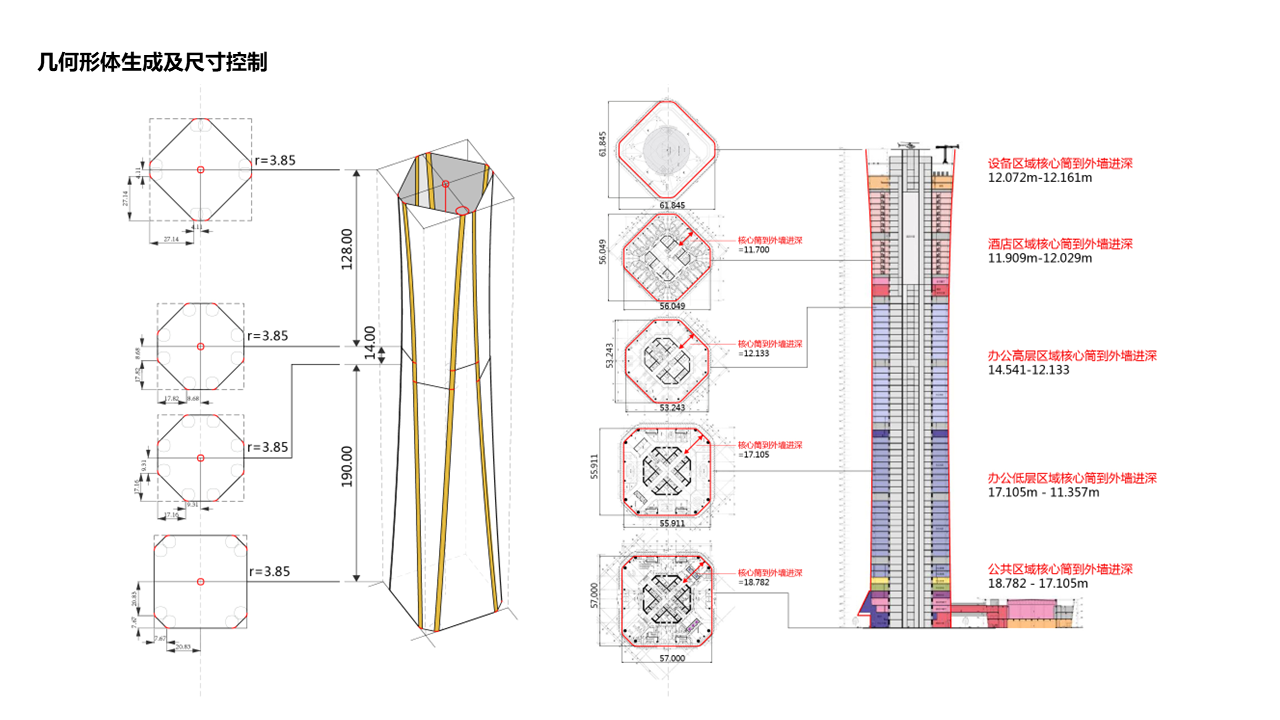 几何形体生成及尺寸控制
r=3.85
4.11
27.14
4.11
27.14
r=3.85
8.68
17.82
17.82
8.68
r=3.85
9.31
17.16
9.31
17.16
r=3.85
20.83
7.67
7.67
20.83
128.00
14.00
190.00
61.845
61.845
56.049
56.049
核心筒到外墙进深
=11.700
53.243
53.243
核心筒到外墙进深
=12.133
55.911
55.911
核心筒到外墙进深
=17.105
57.000
57.000
核心筒到外墙进深
=18.782
设备区域核心筒到外墙进深
12.072m-12.161m
酒店区域核心筒到外墙进深
11.909m-12.029m
办公高层区域核心筒到外墙进深
14.541-12.133
办公低层区域核心筒到外墙进深
17.105m - 11.357m
公共区域核心筒到外墙进深
18.782 - 17.105m